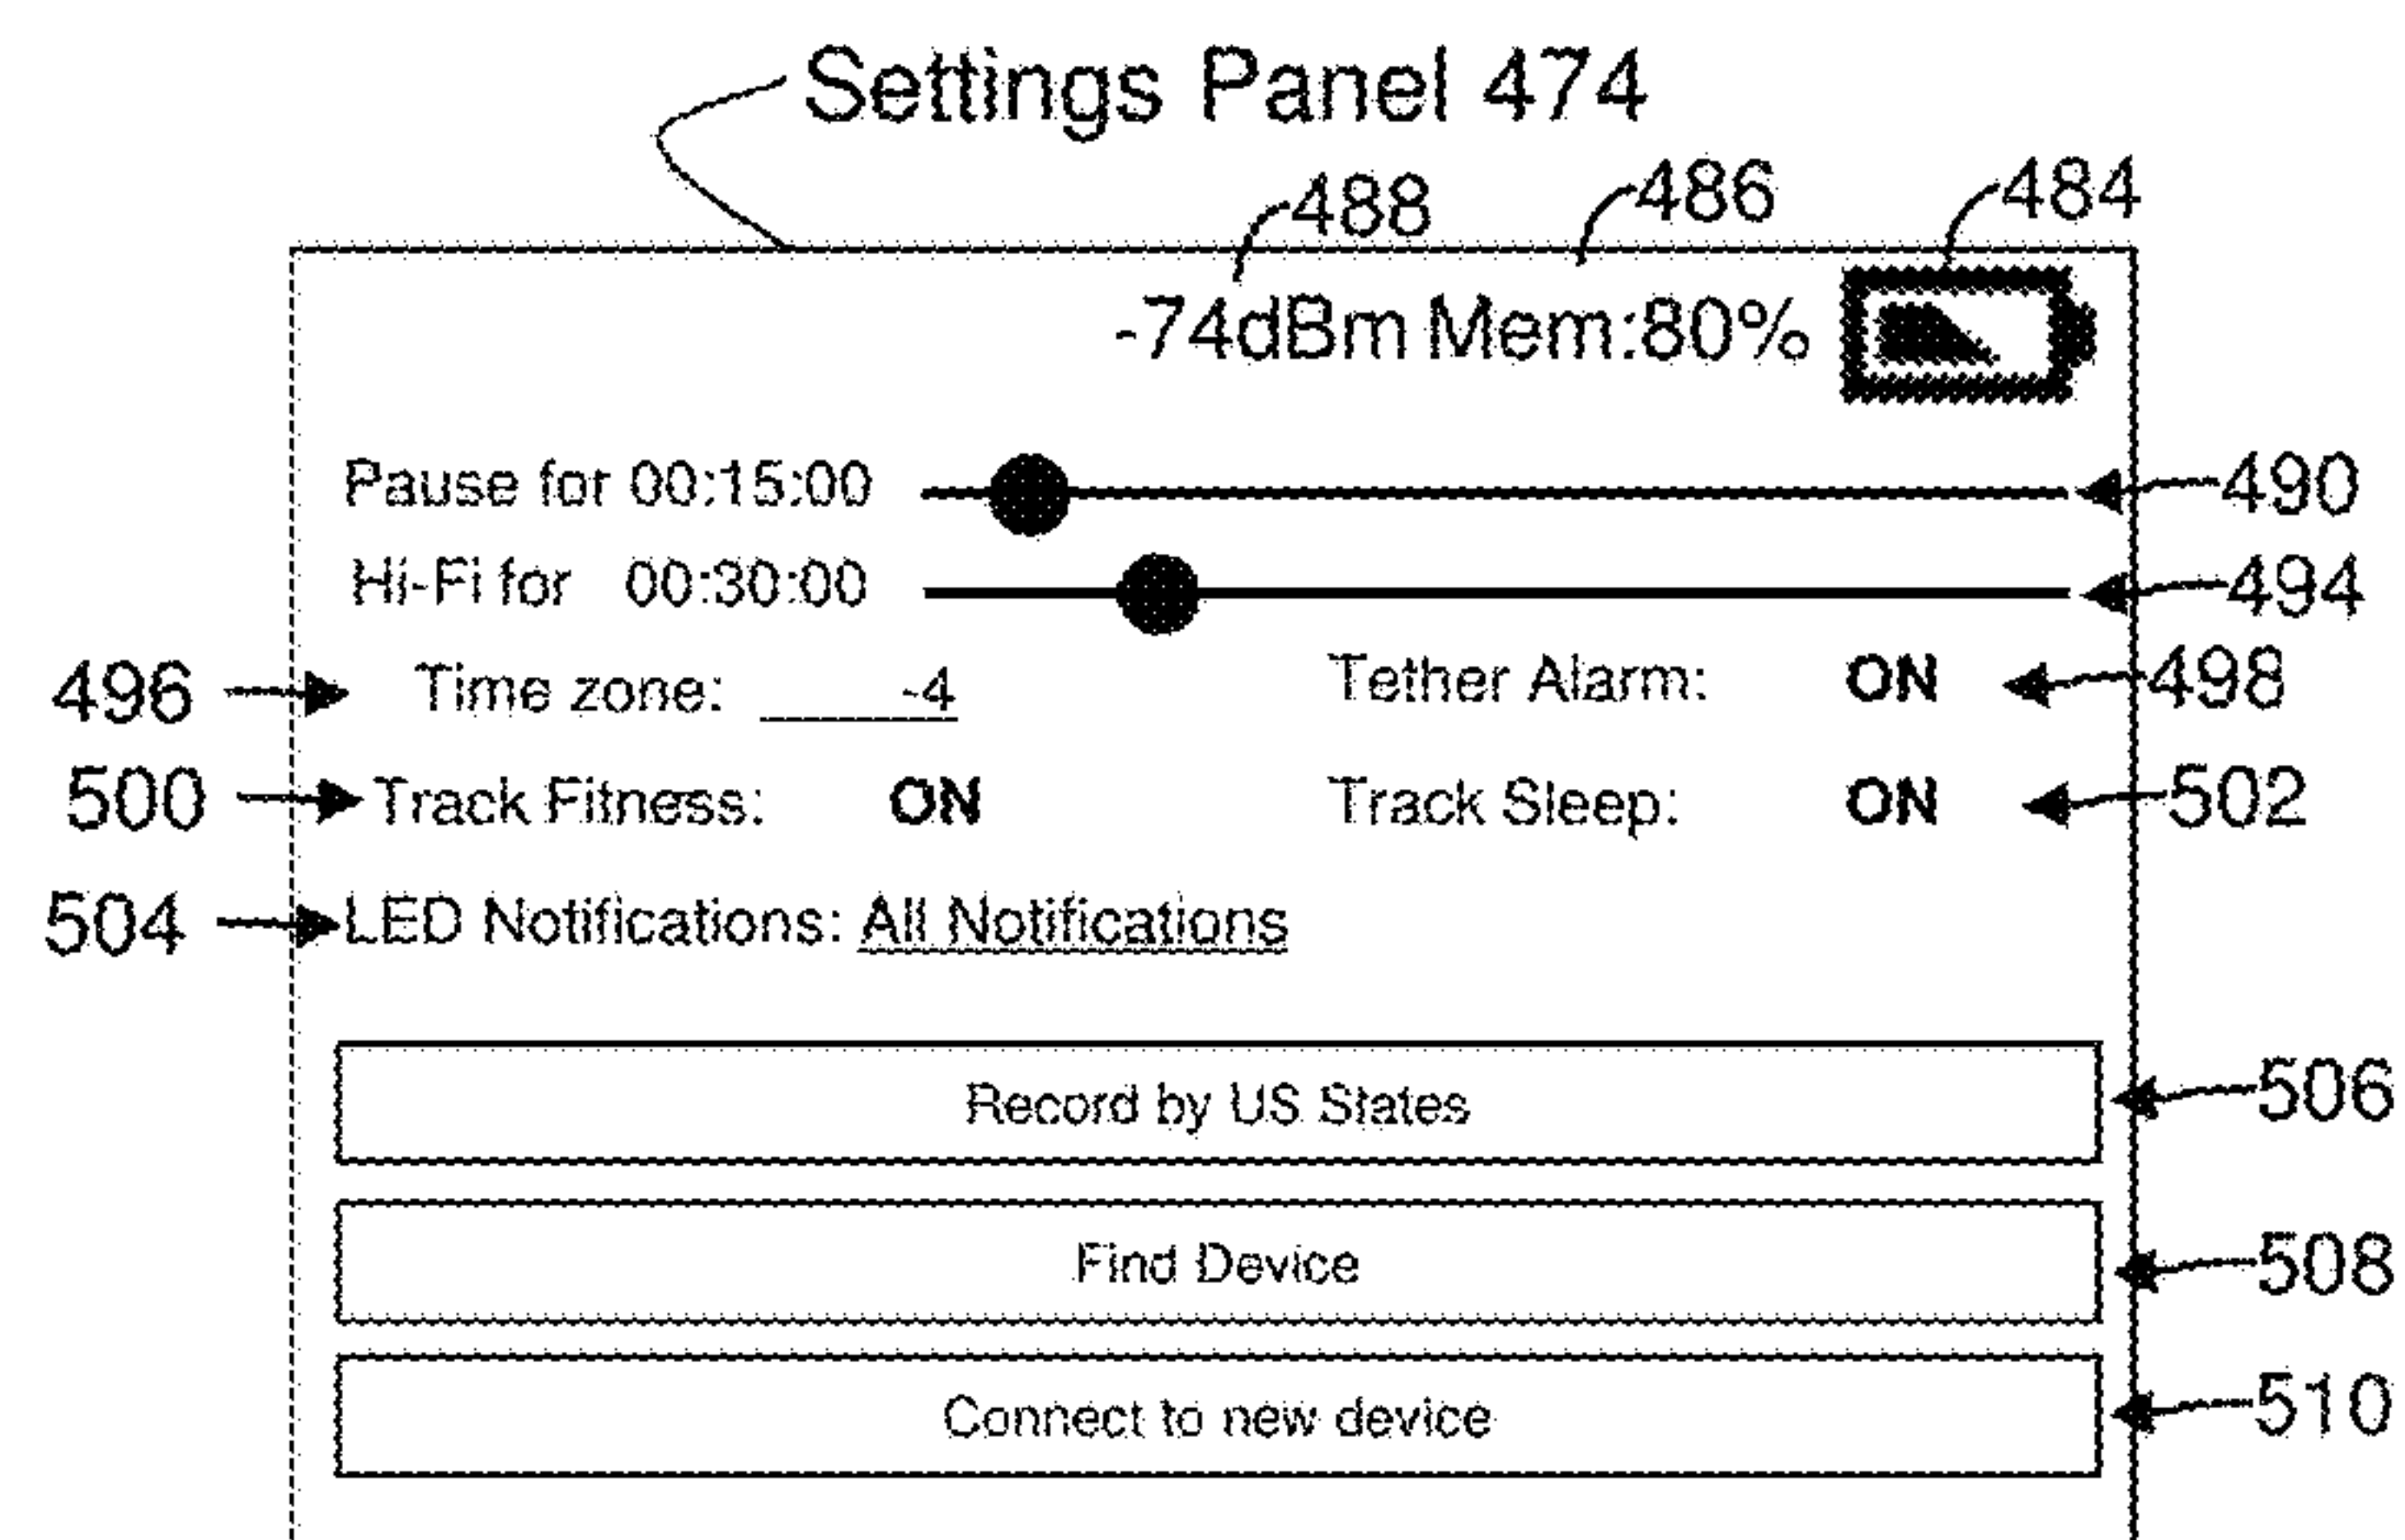 Settings Panel 474
488 486 484
-74dBm Mem:80%
Pause for 00:15:00 490
Hi-Fi for 00:30:00 494
496 Time zone: -4 Tether Alarm: ON 498
500 Track Fitness: ON Track Sleep: ON 502
504 LED Notifications: All Notifications
Record by US States 506
Find Device 508
Connect to new device 510